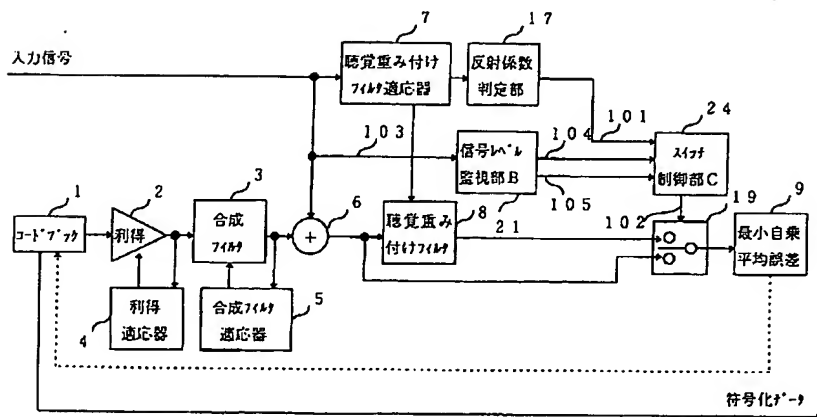 7
17
入力信号
聴覚重み付け
フィルタ適応器
反射係数
判定部
24
103
104
101
信号レベル
監視部B
スイッチ
制御部C
105
1
2
3
6
8
21
102
19
9
コードブック
利得
合成
フィルタ
+
聴覚重み
付けフィルタ
最小自乗
平均誤差
4
利得
適応器
合成フィルタ
適応器
5
符号化データ